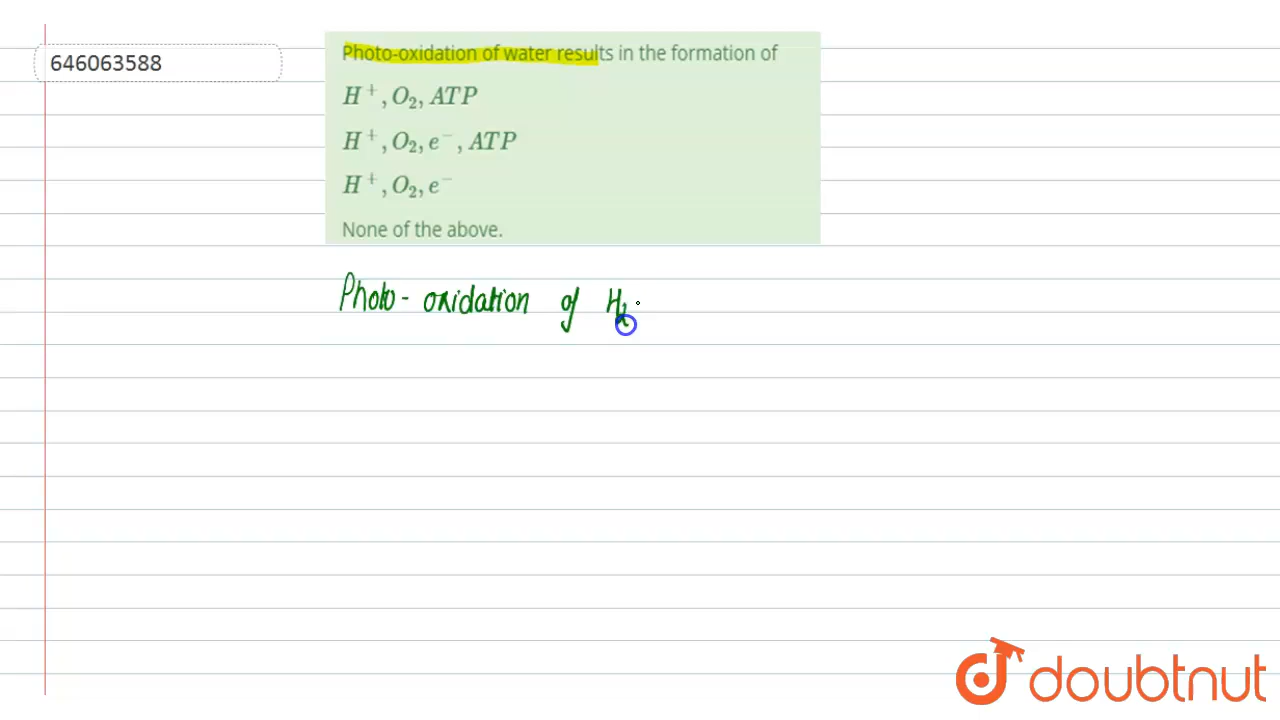 646063588
Photo-oxidation of water results in the formation of
H⁺, O₂, ATP
H⁺, O₂, e⁻, ATP
H⁺, O₂, e⁻
None of the above.
Photo-oxidation of H₂
doubtnut